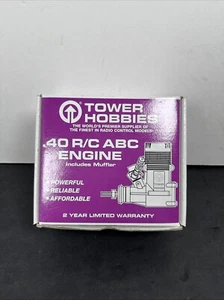 TOWER
HOBBIES
THE WORLD'S PREMIER SUPPLIER OF
THE FINEST IN RADIO CONTROL MODELS
.40 R/C ABC
ENGINE
Includes Muffler
• POWERFUL
• RELIABLE
• AFFORDABLE
2 YEAR LIMITED WARRANTY